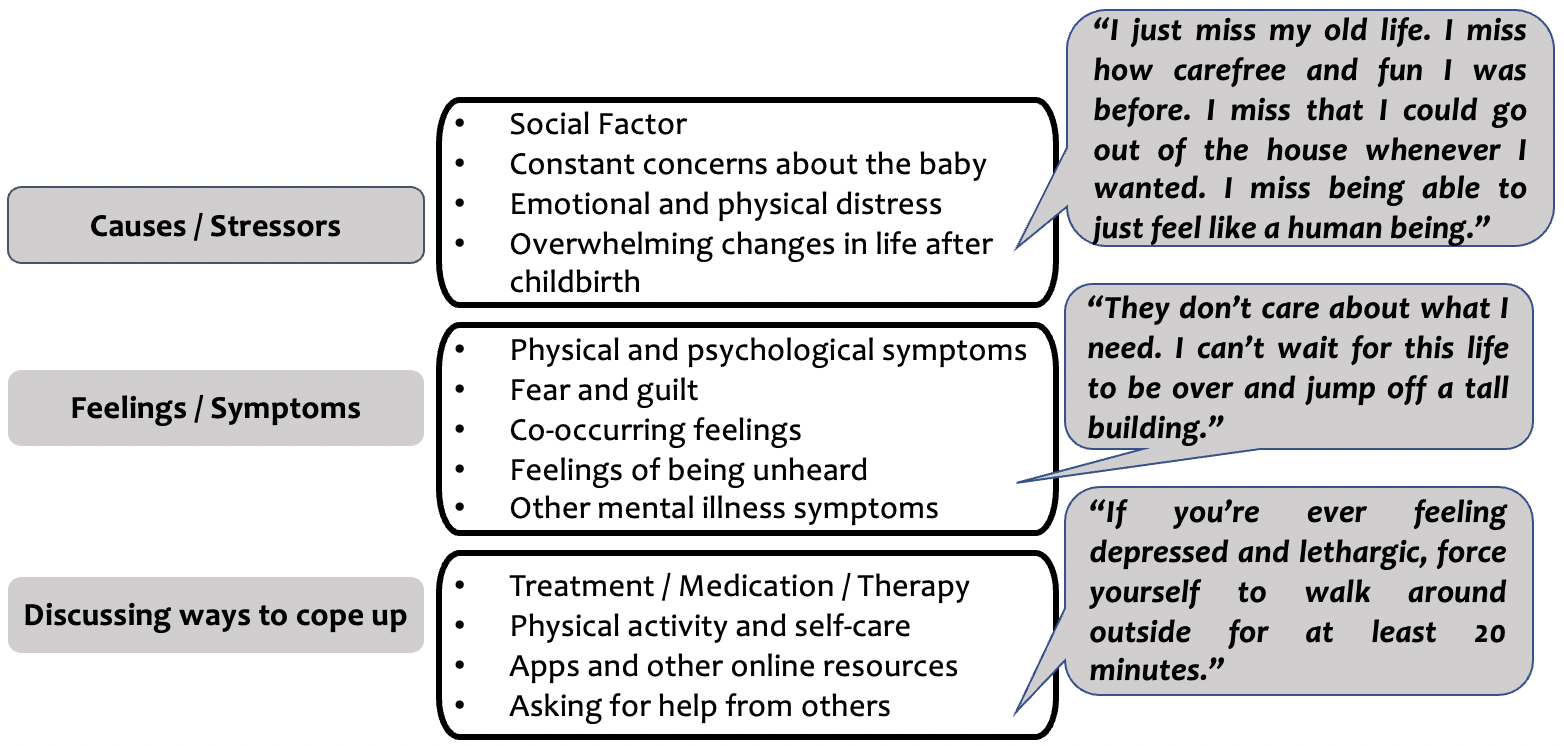 Causes / Stressors
• Social Factor
• Constant concerns about the baby
• Emotional and physical distress
• Overwhelming changes in life after
childbirth
“I just miss my old life. I miss
how carefree and fun I was
before. I miss that I could go
out of the house whenever I
wanted. I miss being able to
just feel like a human being.”
Feelings / Symptoms
• Physical and psychological symptoms
• Fear and guilt
• Co-occurring feelings
• Feelings of being unheard
• Other mental illness symptoms
“They don’t care about what I
need. I can’t wait for this life
to be over and jump off a tall
building.”
Discussing ways to cope up
• Treatment / Medication / Therapy
• Physical activity and self-care
• Apps and other online resources
• Asking for help from others
“If you’re ever feeling
depressed and lethargic, force
yourself to walk around
outside for at least 20
minutes.”